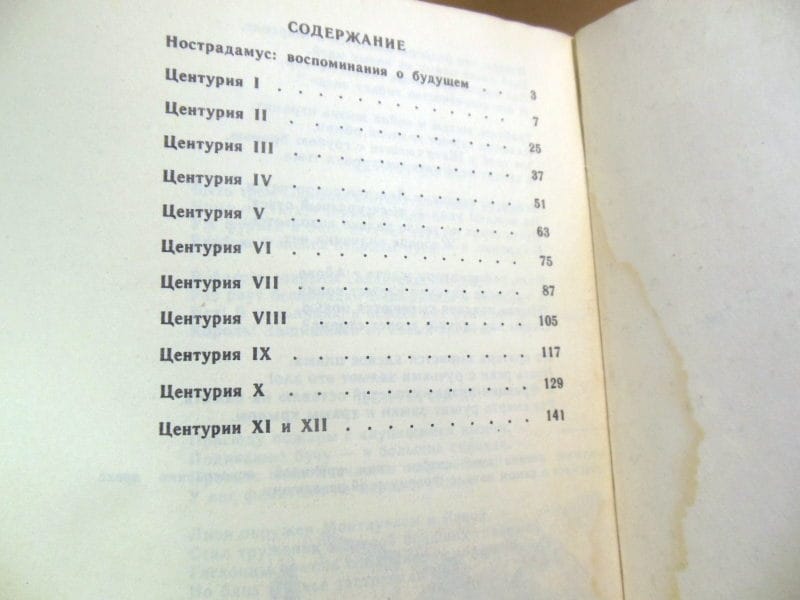 СОДЕРЖАНИЕ
Нострадамус: воспоминания о будущем . . 3
Центурия I . . . . . . . . . . . . 7
Центурия II . . . . . . . . . . . 25
Центурия III . . . . . . . . . . . 37
Центурия IV . . . . . . . . . . . 51
Центурия V . . . . . . . . . . . 63
Центурия VI . . . . . . . . . . . 75
Центурия VII . . . . . . . . . . . 87
Центурия VIII . . . . . . . . . . 105
Центурия IX . . . . . . . . . . . 117
Центурия X . . . . . . . . . . . 129
Центурии XI и XII . . . . . . . . . 141